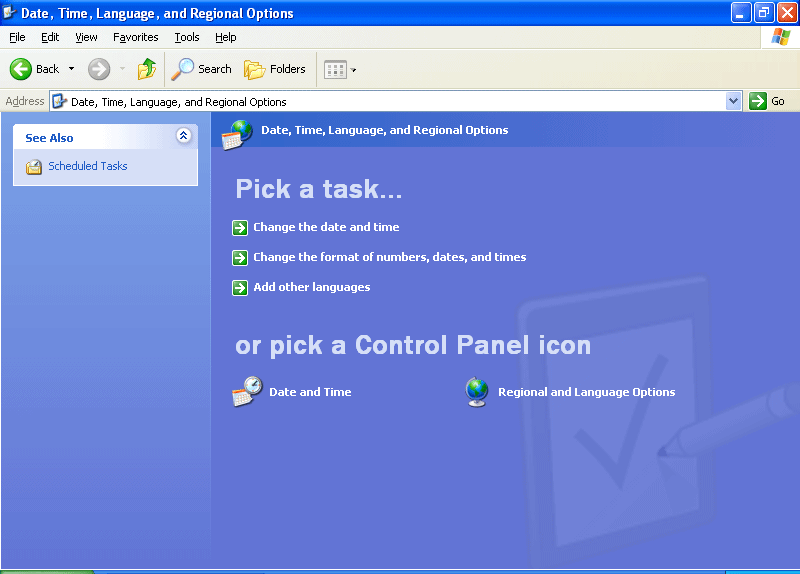 Date, Time, Language, and Regional Options
File Edit View Favorites Tools Help
Back Search Folders
Address Date, Time, Language, and Regional Options Go
See Also
Scheduled Tasks
Date, Time, Language, and Regional Options
Pick a task...
Change the date and time
Change the format of numbers, dates, and times
Add other languages
or pick a Control Panel icon
Date and Time
Regional and Language Options